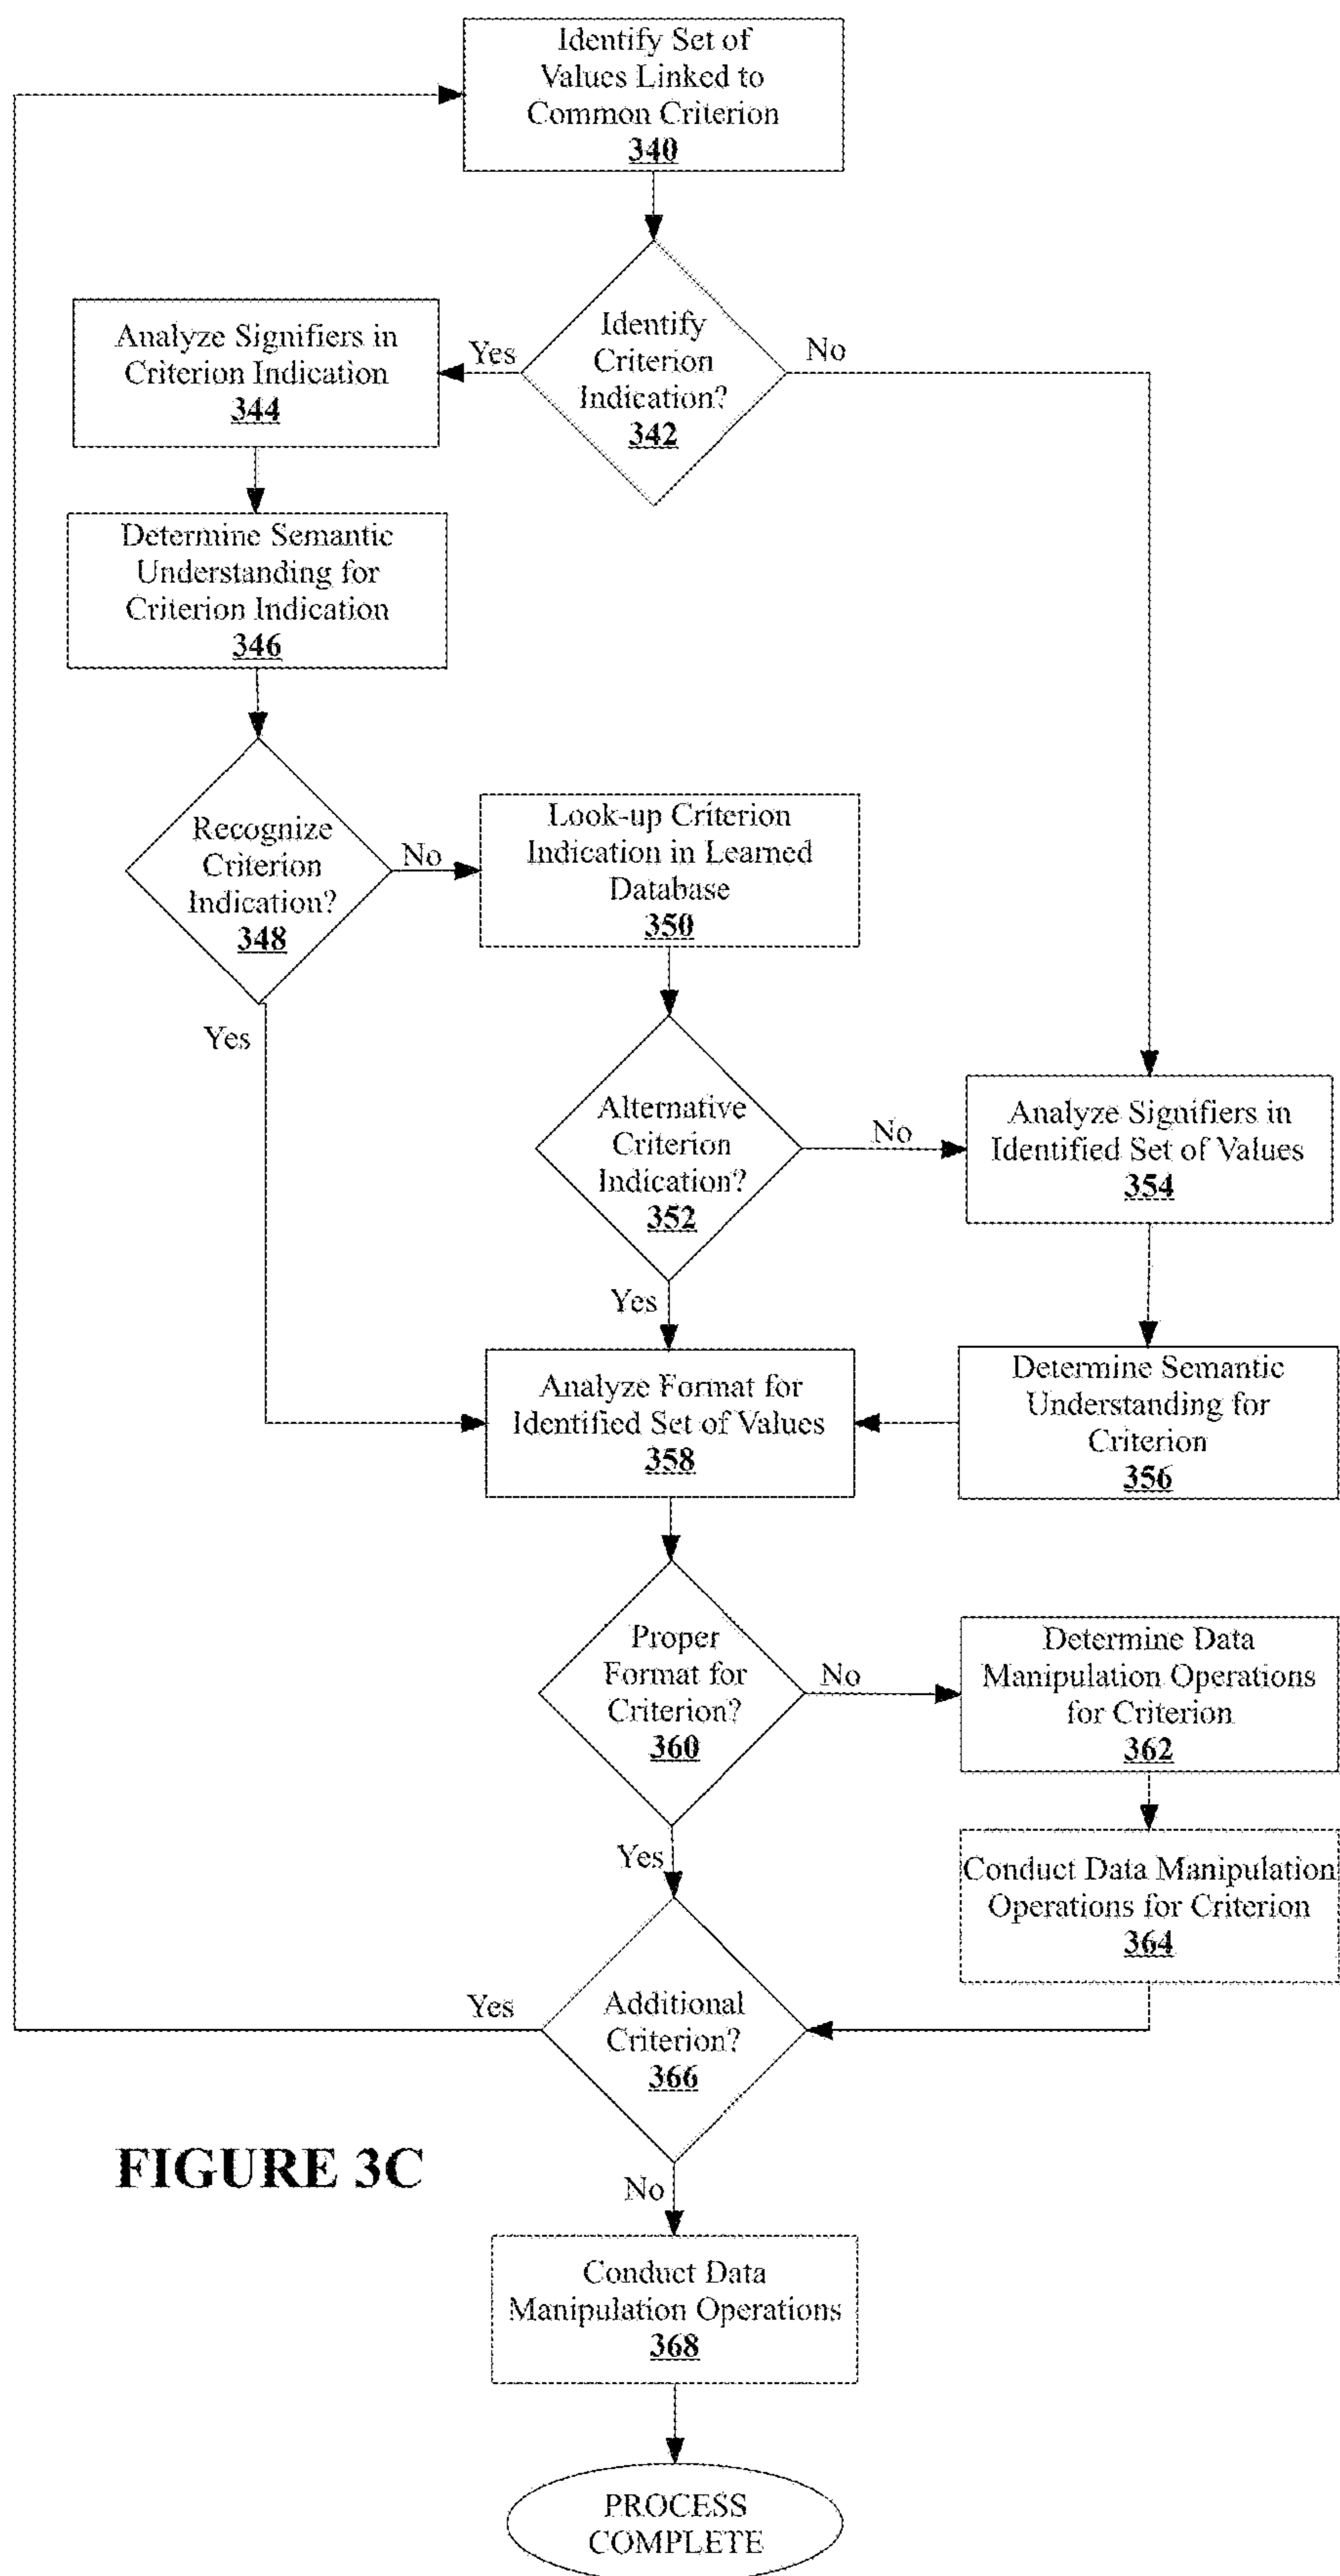 Identify Set of
Values Linked to
Common Criterion
340
Identify
Criterion
Indication?
342
Yes
No
Analyze Signifiers in
Criterion Indication
344
Determine Semantic
Understanding for
Criterion Indication
346
Recognize
Criterion
Indication?
348
No
Yes
Look-up Criterion
Indication in Learned
Database
350
Alternative
Criterion
Indication?
352
No
Yes
Analyze Signifiers in
Identified Set of Values
354
Determine Semantic
Understanding for
Criterion
356
Analyze Format for
Identified Set of Values
358
Proper
Format for
Criterion?
360
No
Yes
Determine Data
Manipulation Operations
for Criterion
362
Conduct Data Manipulation
Operations for Criterion
364
Additional
Criterion?
366
Yes
No
FIGURE 3C
Conduct Data
Manipulation Operations
368
PROCESS
COMPLETE